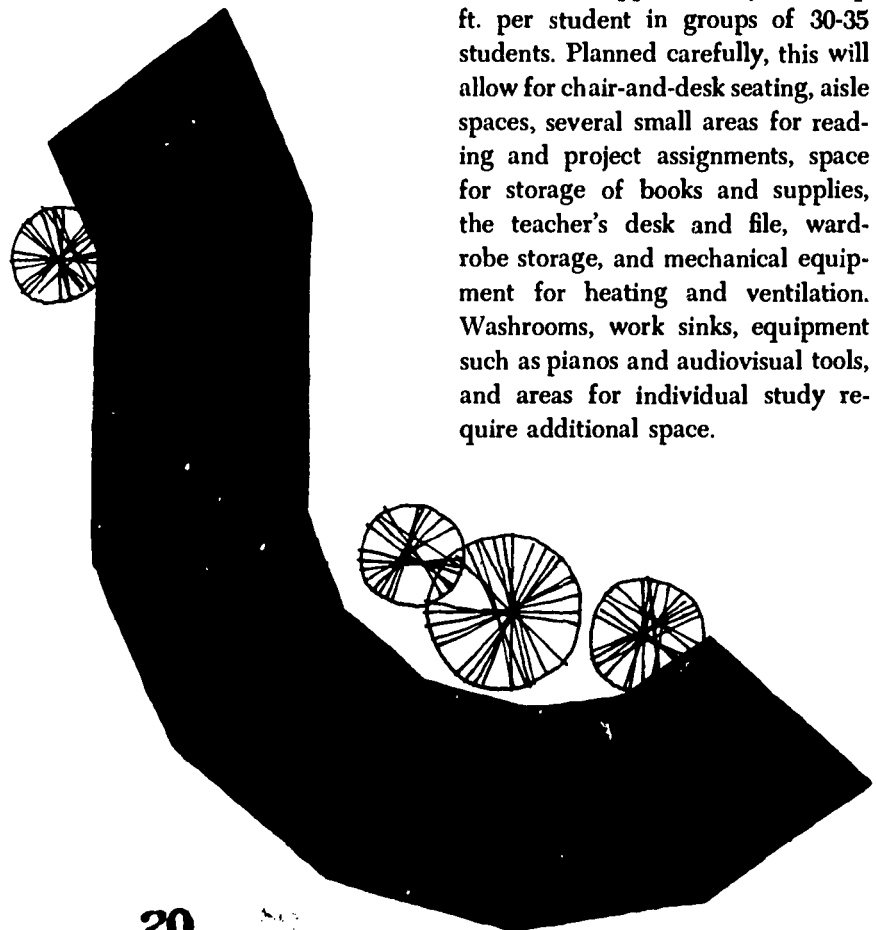 ft. per student in groups of 30-35
students. Planned carefully, this will
allow for chair-and-desk seating, aisle
spaces, several small areas for read-
ing and project assignments, space
for storage of books and supplies,
the teacher's desk and file, ward-
robe storage, and mechanical equip-
ment for heating and ventilation.
Washrooms, work sinks, equipment
such as pianos and audiovisual tools,
and areas for individual study re-
quire additional space.
20